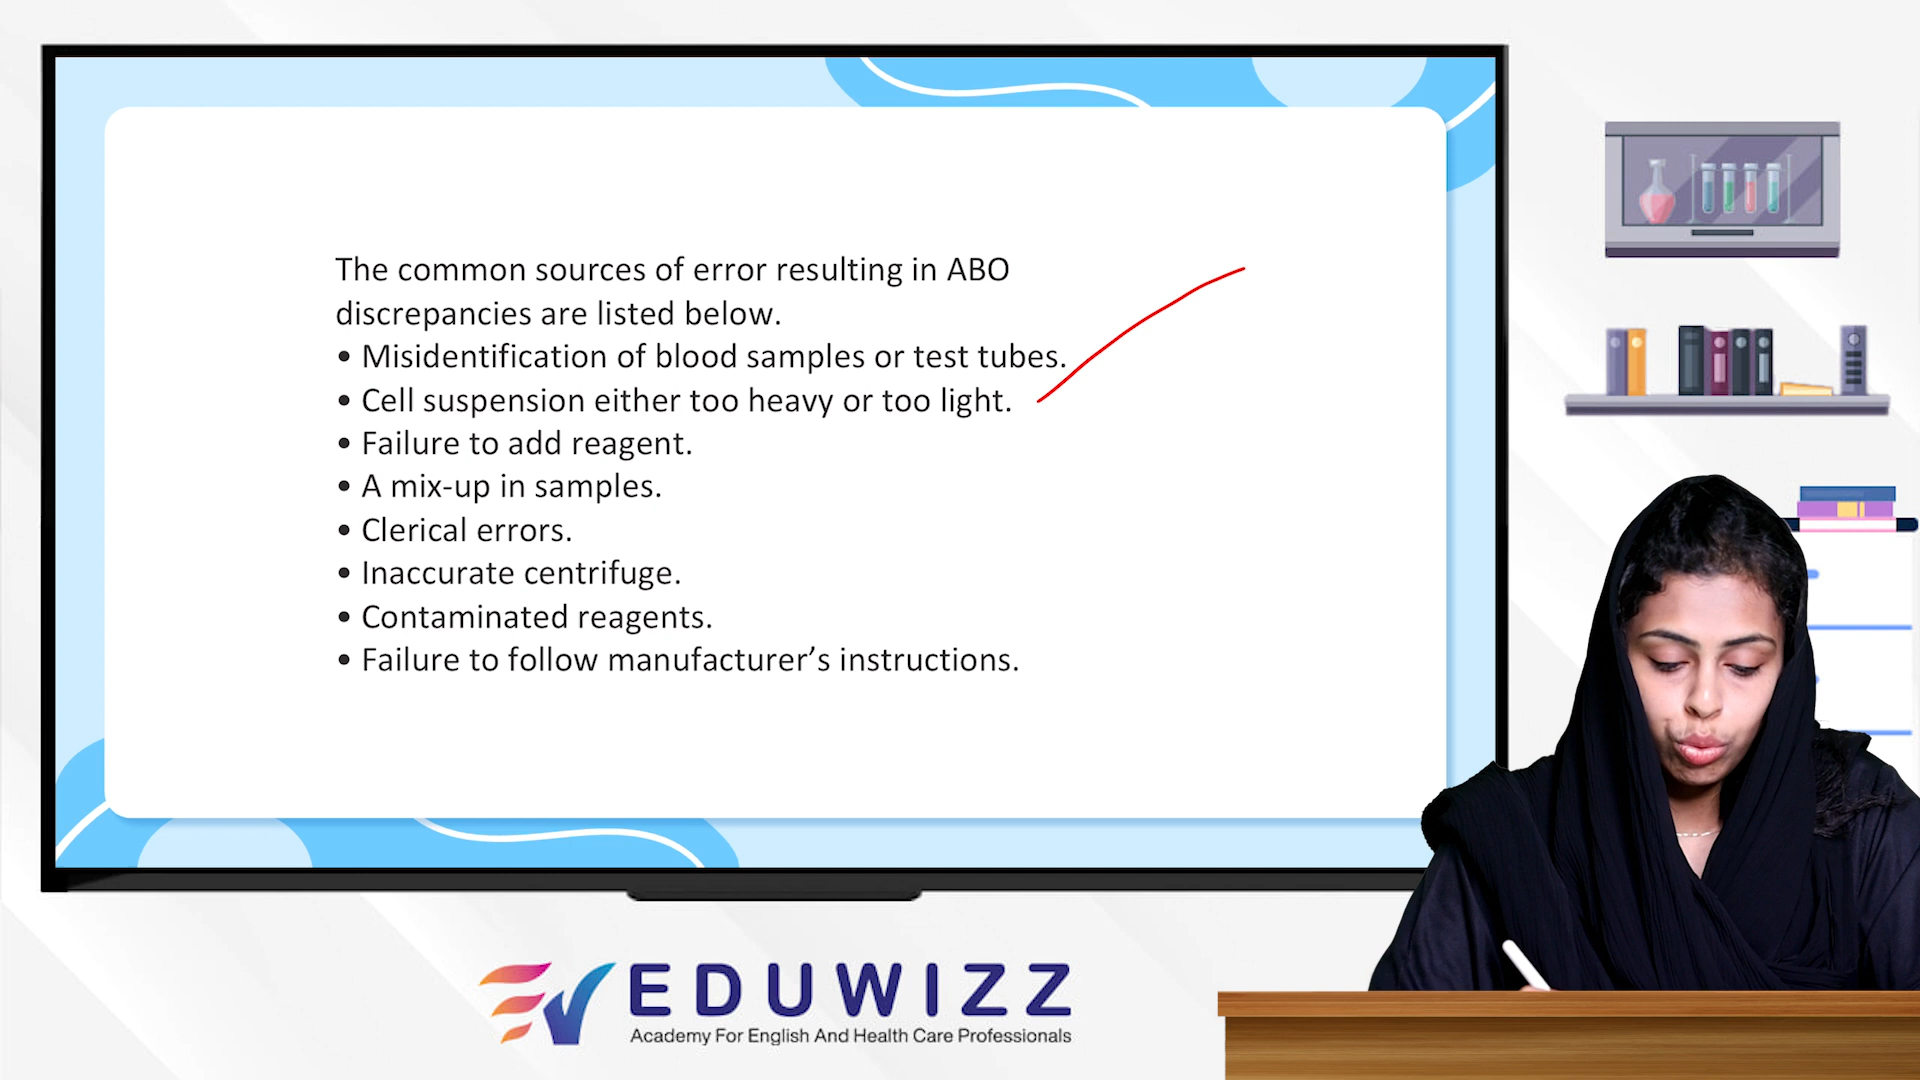 The common sources of error resulting in ABO
discrepancies are listed below.
• Misidentification of blood samples or test tubes.
• Cell suspension either too heavy or too light.
• Failure to add reagent.
• A mix-up in samples.
• Clerical errors.
• Inaccurate centrifuge.
• Contaminated reagents.
• Failure to follow manufacturer’s instructions.
EDUWIZZ
Academy For English And Health Care Professionals